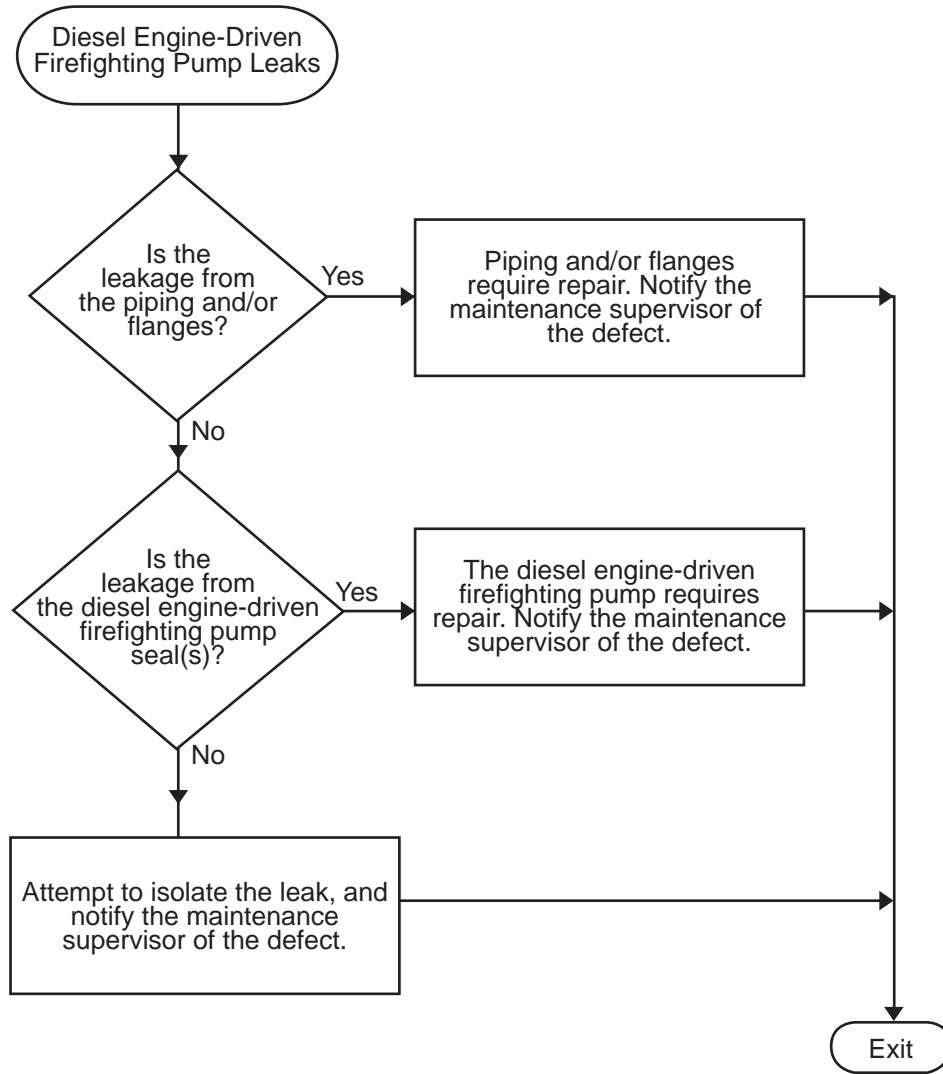 Diesel Engine-Driven
Firefighting Pump Leaks
Is the
leakage from
the piping and/or
flanges?
Yes
Piping and/or flanges
require repair. Notify the
maintenance supervisor of
the defect.
No
Is the
leakage from
the diesel engine-driven
firefighting pump
seal(s)?
Yes
The diesel engine-driven
firefighting pump requires
repair. Notify the maintenance
supervisor of the defect.
No
Attempt to isolate the leak, and
notify the maintenance
supervisor of the defect.
Exit